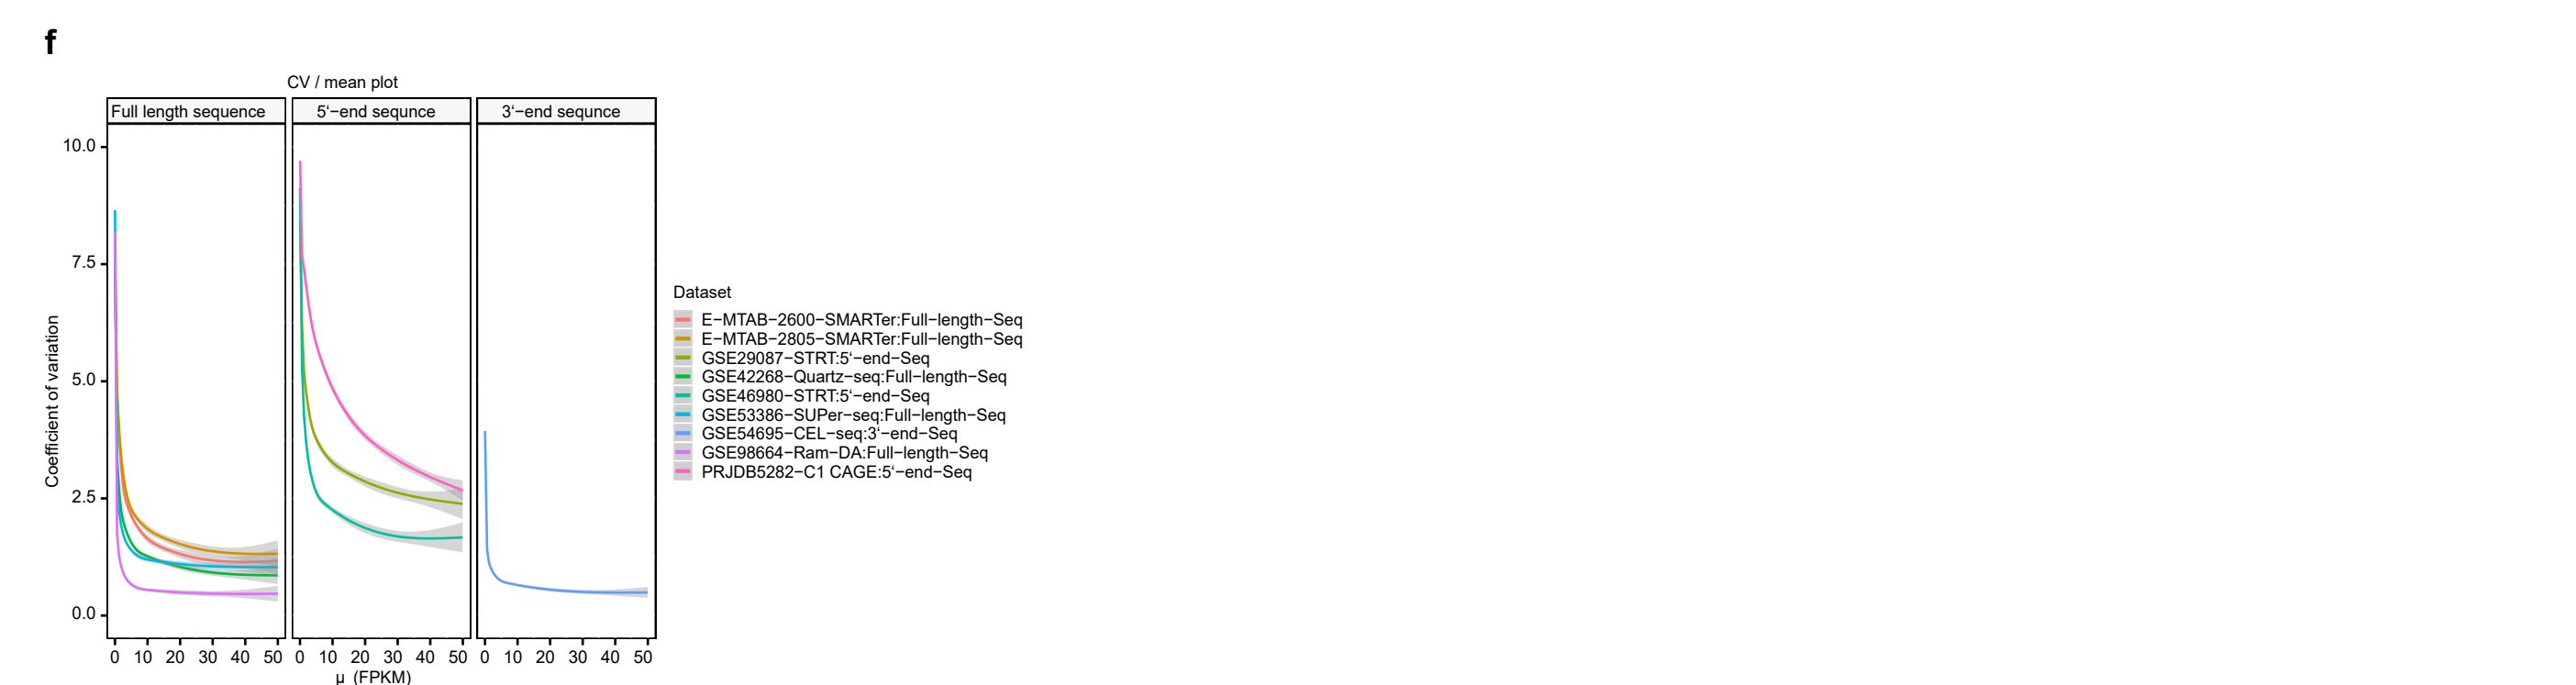 f
CV / mean plot
Full length sequence
5‘−end sequnce
3‘−end sequnce
Coefficient of variation
10.0
7.5
5.0
2.5
0.0
0 10 20 30 40 50
0 10 20 30 40 50
0 10 20 30 40 50
μ (FPKM)
Dataset
E−MTAB−2600−SMARTer:Full−length−Seq
E−MTAB−2805−SMARTer:Full−length−Seq
GSE29087−STRT:5‘−end−Seq
GSE42268−Quartz−seq:Full−length−Seq
GSE46980−STRT:5‘−end−Seq
GSE53386−SUPer−seq:Full−length−Seq
GSE54695−CEL−seq:3‘−end−Seq
GSE98664−Ram−DA:Full−length−Seq
PRJDB5282−C1 CAGE:5‘−end−Seq